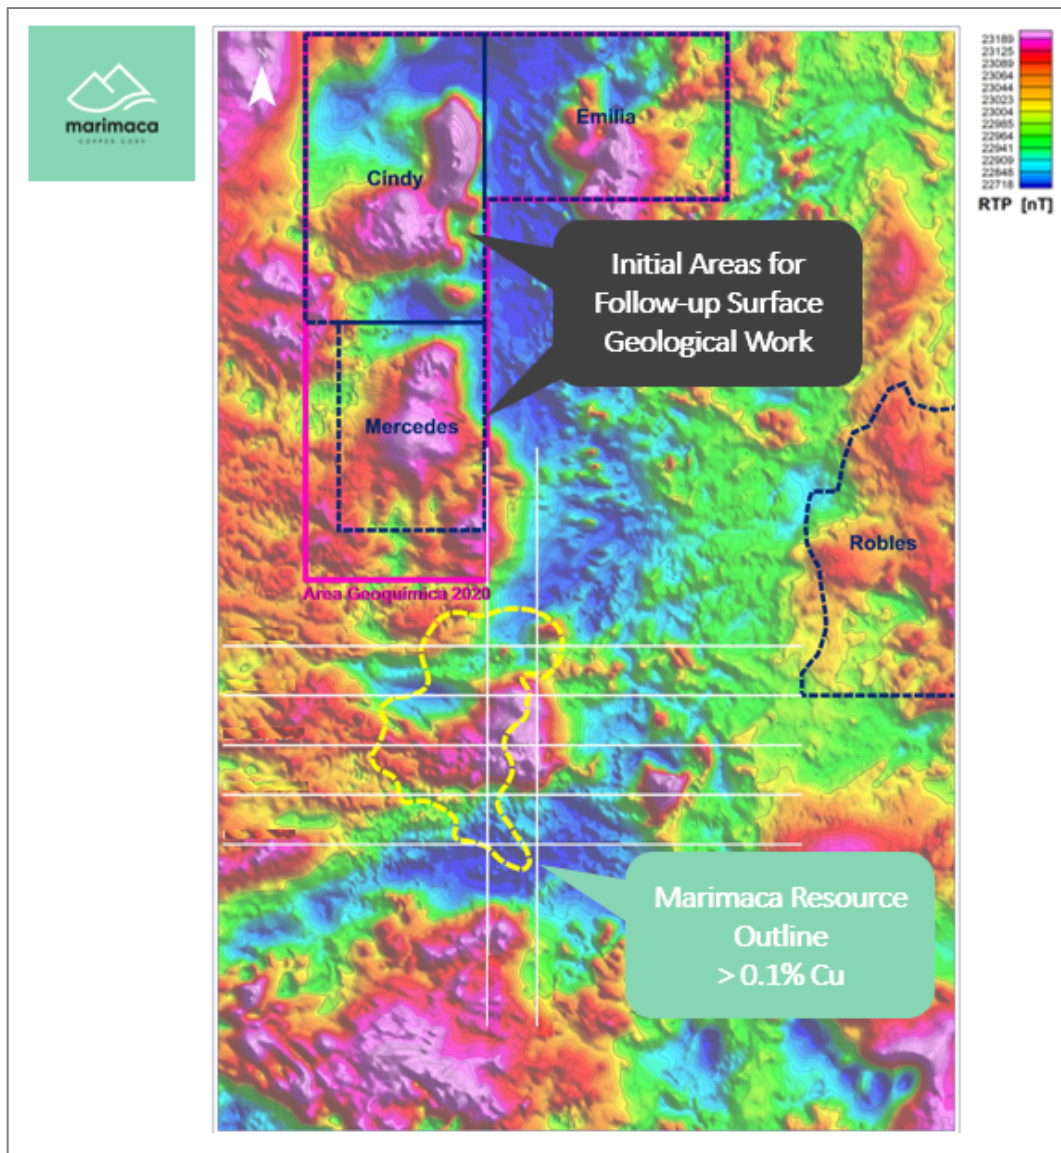 marimaca
COPPER CORP
23189
23125
23089
23064
23044
23023
23004
22985
22964
22941
22909
22848
22718
RTP [nT]
Emilia
Cindy
Initial Areas for
Follow-up Surface
Geological Work
Mercedes
Robles
Area Geoquimica 2020
Marimaca Resource
Outline
> 0.1% Cu